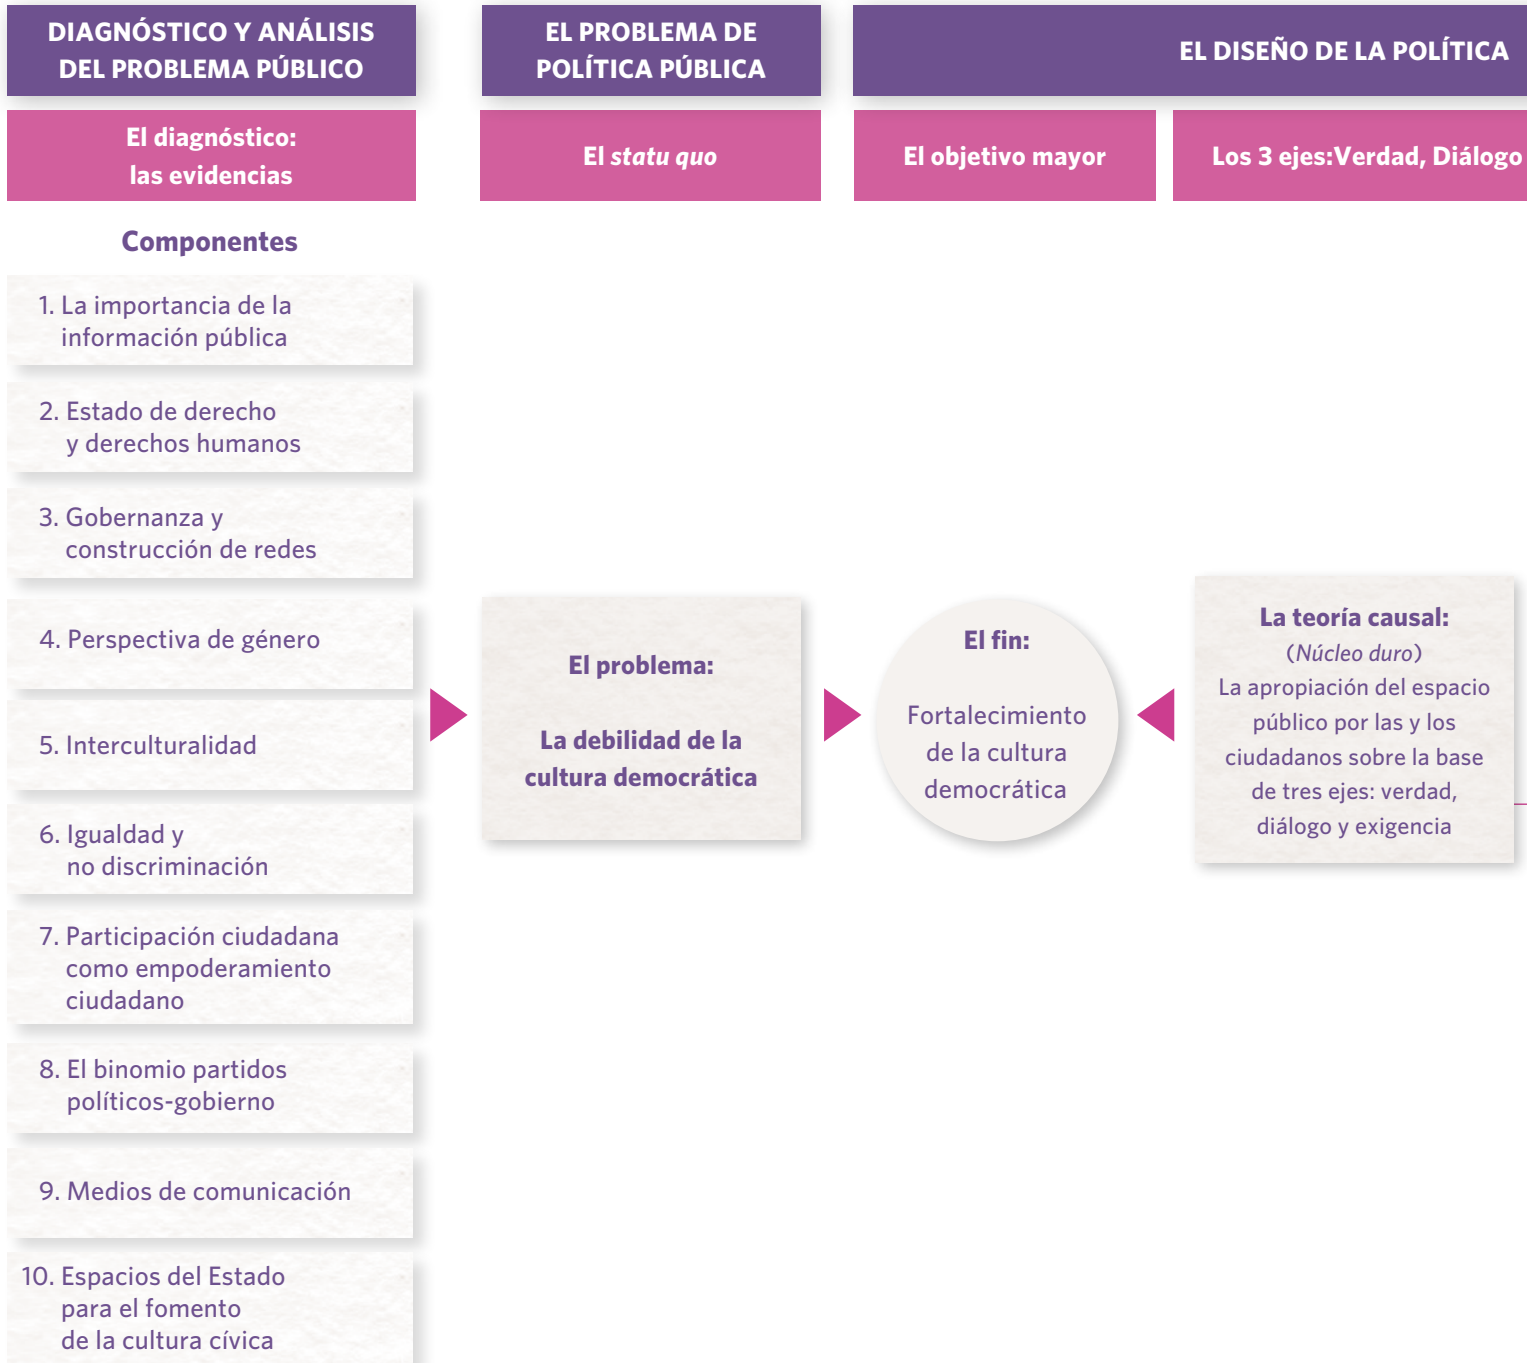 DIAGNÓSTICO Y ANÁLISIS
DEL PROBLEMA PÚBLICO
EL PROBLEMA DE
POLÍTICA PÚBLICA
EL DISEÑO DE LA POLÍTICA
El diagnóstico:
las evidencias
El statu quo
El objetivo mayor
Los 3 ejes:Verdad, Diálogo
Componentes
1. La importancia de la
información pública
2. Estado de derecho
y derechos humanos
3. Gobernanza y
construcción de redes
4. Perspectiva de género
5. Interculturalidad
6. Igualdad y
no discriminación
7. Participación ciudadana
como empoderamiento
ciudadano
8. El binomio partidos
políticos-gobierno
9. Medios de comunicación
10. Espacios del Estado
para el fomento
de la cultura cívica
El problema:
La debilidad de la
cultura democrática
El fin:
Fortalecimiento
de la cultura
democrática
La teoría causal:
(Núcleo duro)
La apropiación del espacio
público por las y los
ciudadanos sobre la base
de tres ejes: verdad,
diálogo y exigencia